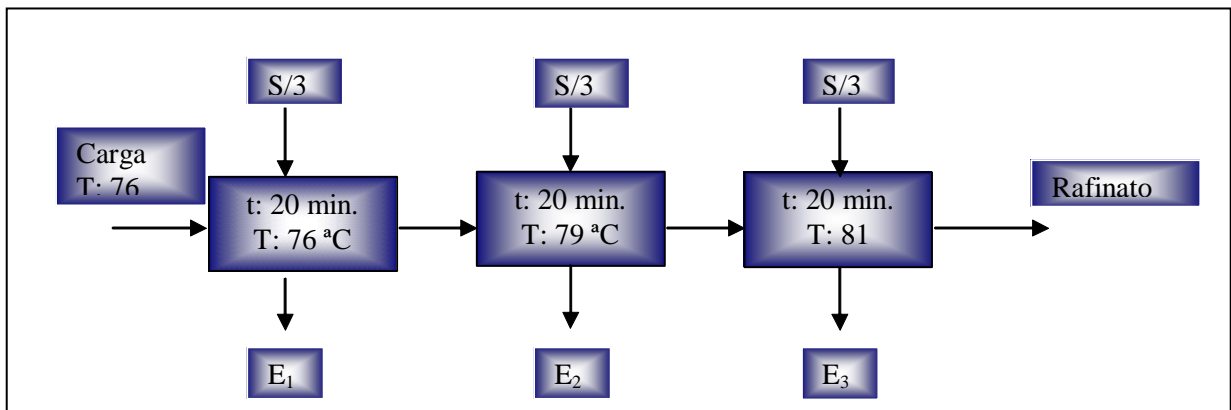 S/3
S/3
S/3
Carga
T: 76
t: 20 min.
T: 76 ªC
t: 20 min.
T: 79 ªC
t: 20 min.
T: 81
Rafinato
E₁
E₂
E₃